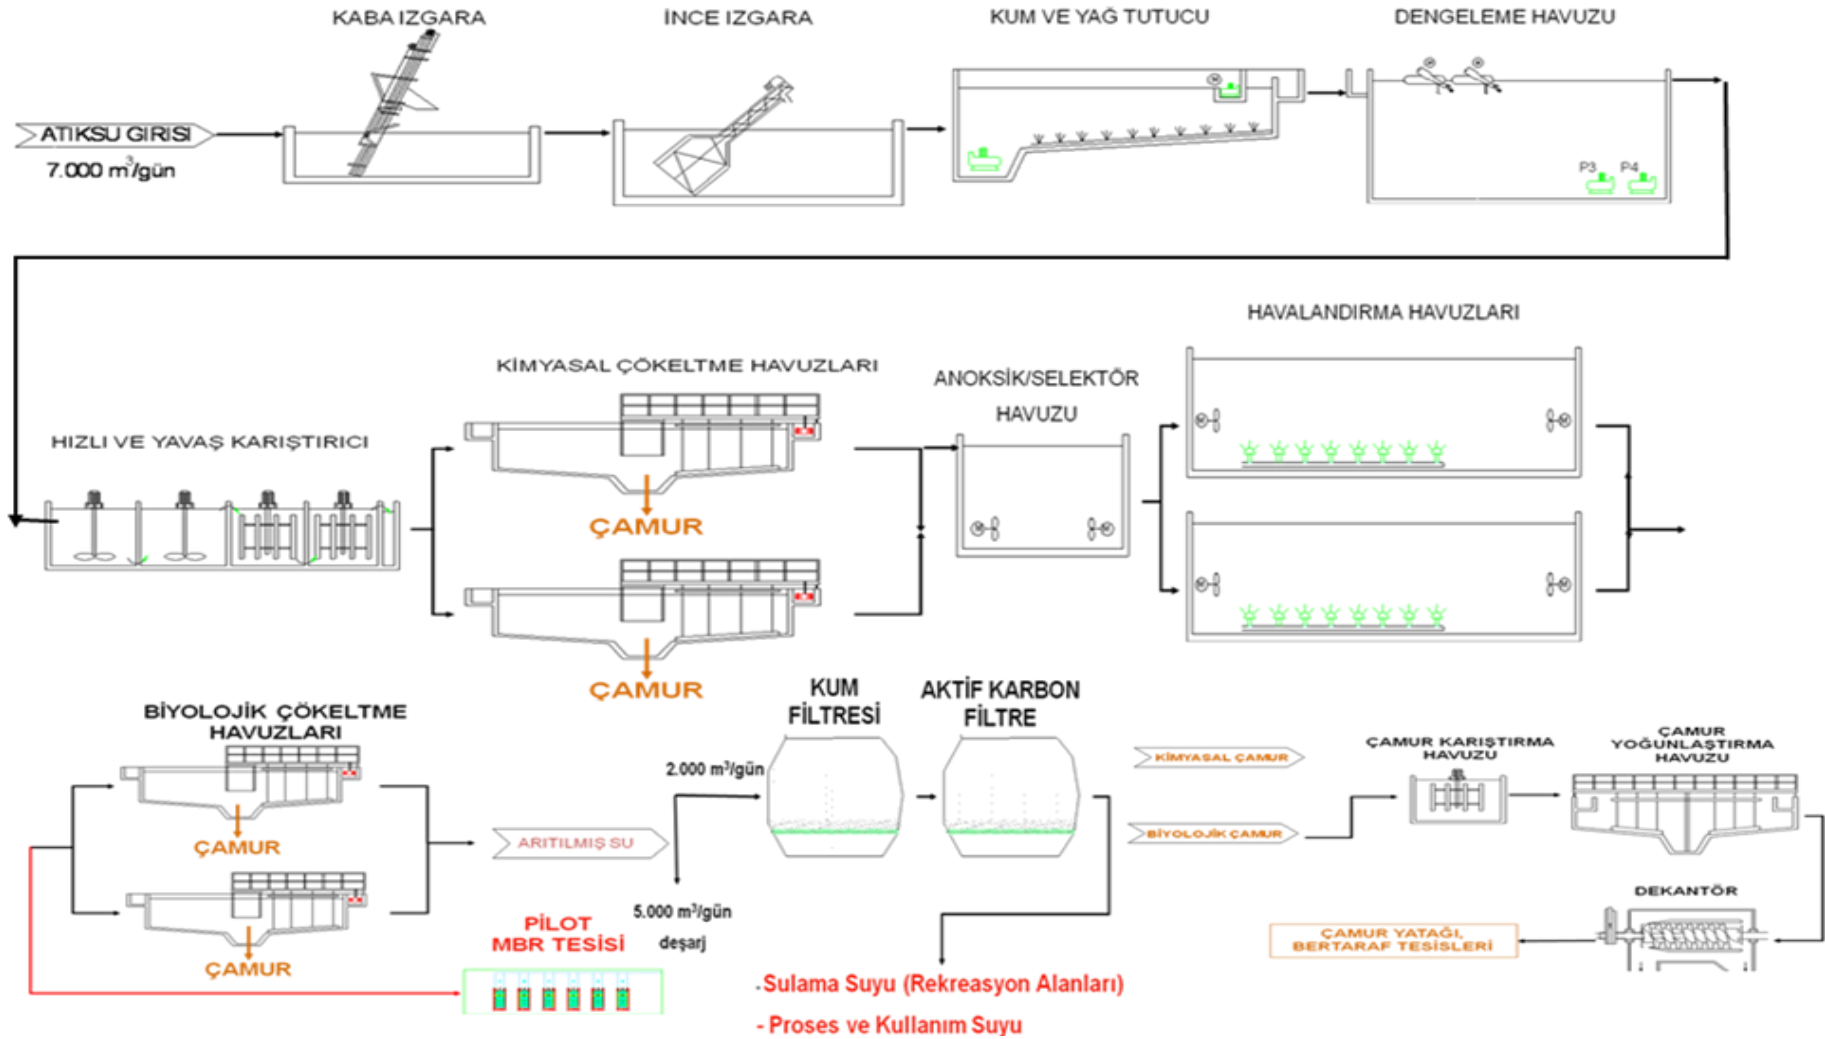 KABA IZGARA
İNCE IZGARA
KUM VE YAĞ TUTUCU
DENGELEME HAVUZU
ATIKSU GIRISI
7.000 m³/gün
M
M
M
P3
P4
HAVALANDIRMA HAVUZLARI
KİMYASAL ÇÖKELTME HAVUZLARI
ANOKSİK/SELEKTÖR
HAVUZU
HIZLI VE YAVAŞ KARIŞTIRICI
M
M
ÇAMUR
M
M
M
M
ÇAMUR
BİYOLOJİK ÇÖKELTME
HAVUZLARI
KUM
FİLTRESİ
AKTİF KARBON
FİLTRE
2.000 m³/gün
KİMYASAL ÇAMUR
ÇAMUR KARIŞTIRMA
HAVUZU
ÇAMUR
YOĞUNLAŞTIRMA
HAVUZU
ÇAMUR
ARITILMIŞ SU
BİYOLOJİK ÇAMUR
DEKANTÖR
5.000 m³/gün
deşarj
PİLOT
MBR TESİSİ
ÇAMUR YATAĞI,
BERTARAF TESİSLERİ
ÇAMUR
- Sulama Suyu (Rekreasyon Alanları)
- Proses ve Kullanım Suyu